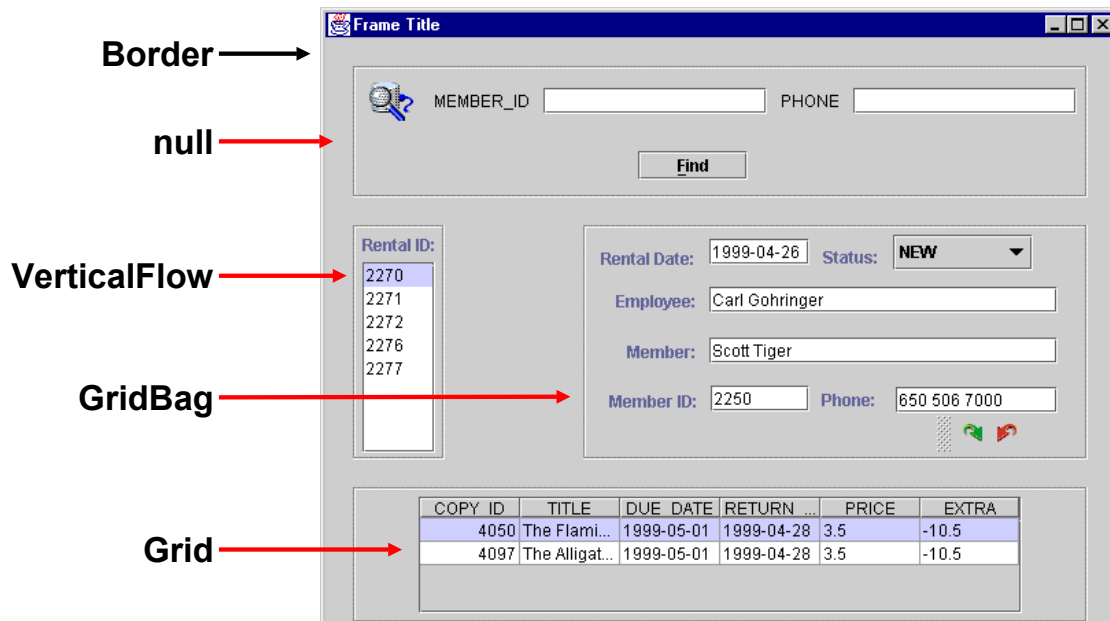 Frame Title
Border
MEMBER_ID PHONE
null
Find
Rental ID:
2270
2271
2272
2276
2277
VerticalFlow
Rental Date: 1999-04-26 Status: NEW
Employee: Carl Gohringer
Member: Scott Tiger
GridBag
Member ID: 2250 Phone: 650 506 7000
COPY_ID TITLE DUE_DATE RETURN ... PRICE EXTRA
4050 The Flami... 1999-05-01 1999-04-28 3.5 -10.5
4097 The Alligat... 1999-05-01 1999-04-28 3.5 -10.5
Grid